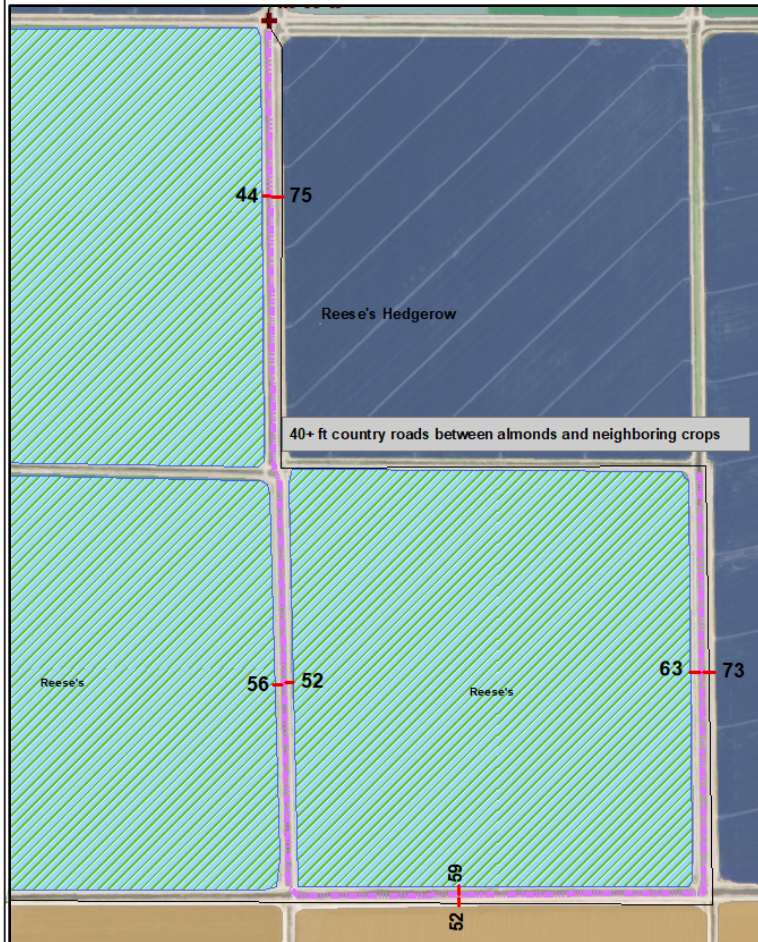 44
75
Reese's Hedgerow
40+ ft country roads between almonds and neighboring crops
Reese's
56
52
Reese's
63
73
59
52